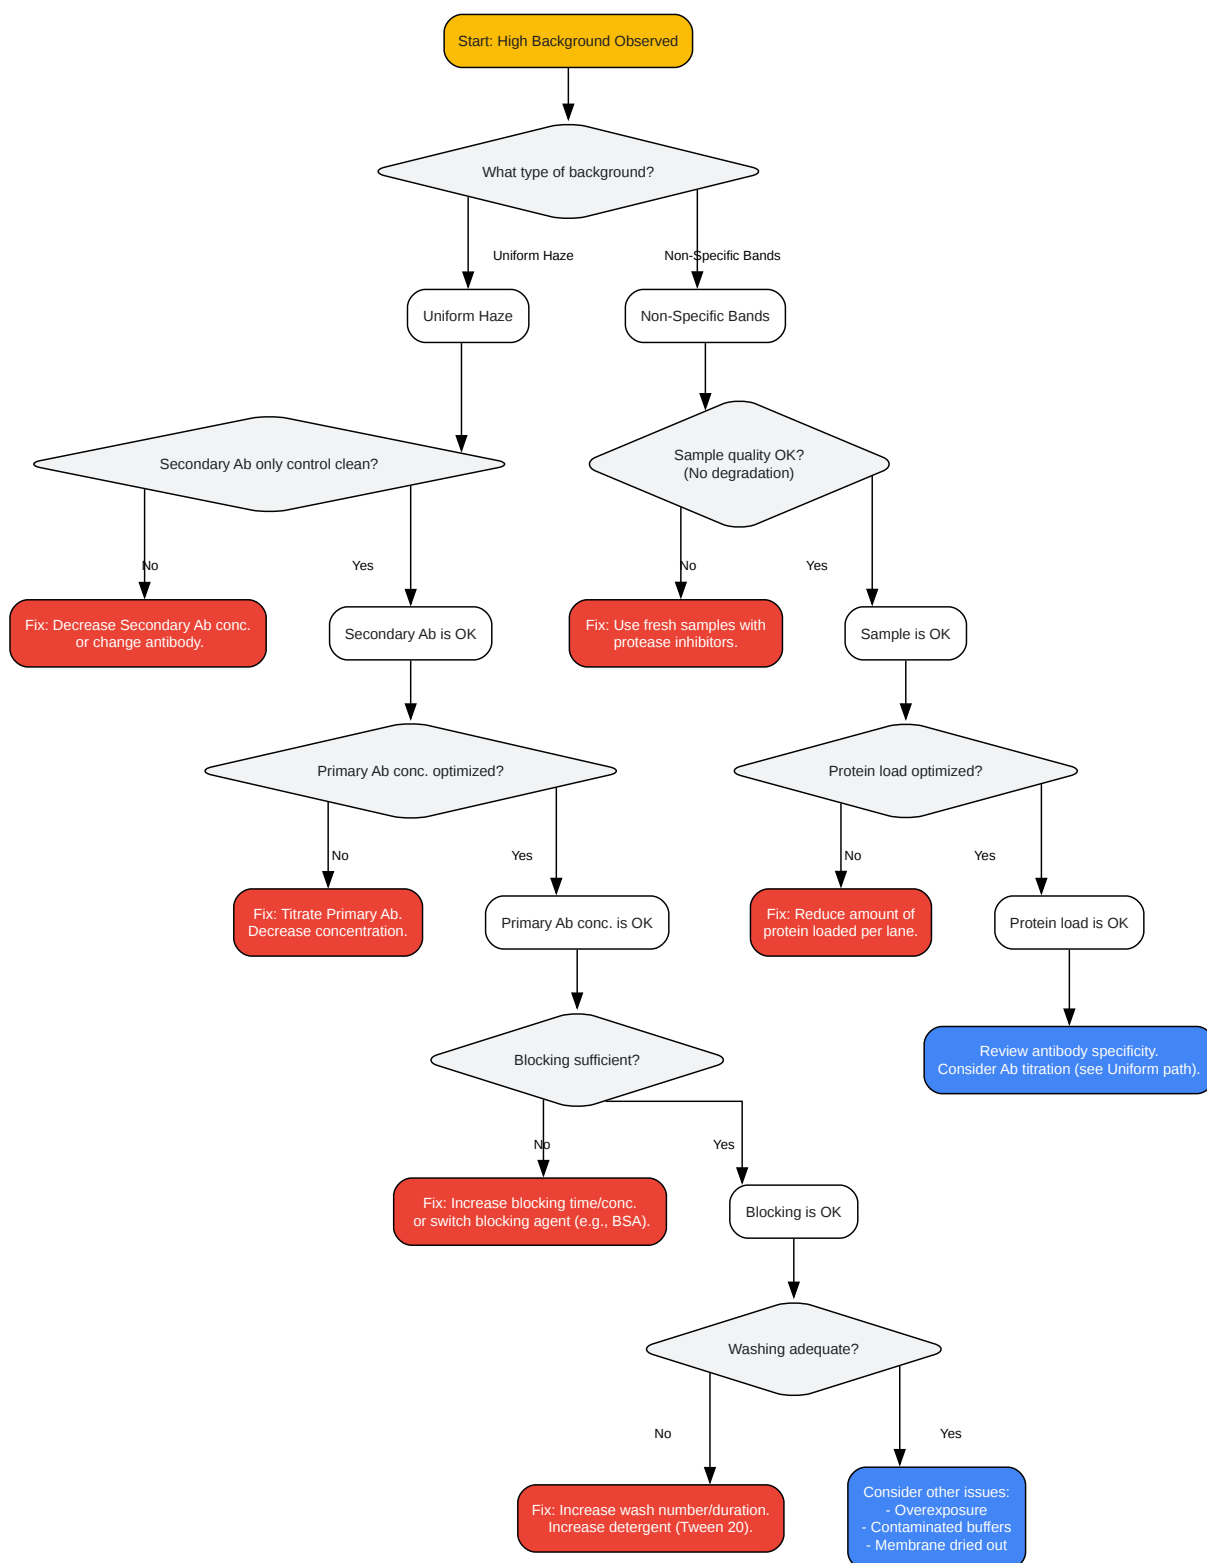 Start: High Background Observed
What type of background?
Uniform Haze
Non-Specific Bands
Uniform Haze
Non-Specific Bands
Secondary Ab only control clean?
Sample quality OK?
(No degradation)
No
Yes
No
Yes
Fix: Decrease Secondary Ab conc.
or change antibody.
Secondary Ab is OK
Fix: Use fresh samples with
protease inhibitors.
Sample is OK
Primary Ab conc. optimized?
Protein load optimized?
No
Yes
No
Yes
Fix: Titrate Primary Ab.
Decrease concentration.
Primary Ab conc. is OK
Fix: Reduce amount of
protein loaded per lane.
Protein load is OK
Blocking sufficient?
Review antibody specificity.
Consider Ab titration (see Uniform path).
No
Yes
Fix: Increase blocking time/conc.
or switch blocking agent (e.g., BSA).
Blocking is OK
Washing adequate?
No
Yes
Fix: Increase wash number/duration.
Increase detergent (Tween 20).
Consider other issues:
- Overexposure
- Contaminated buffers
- Membrane dried out